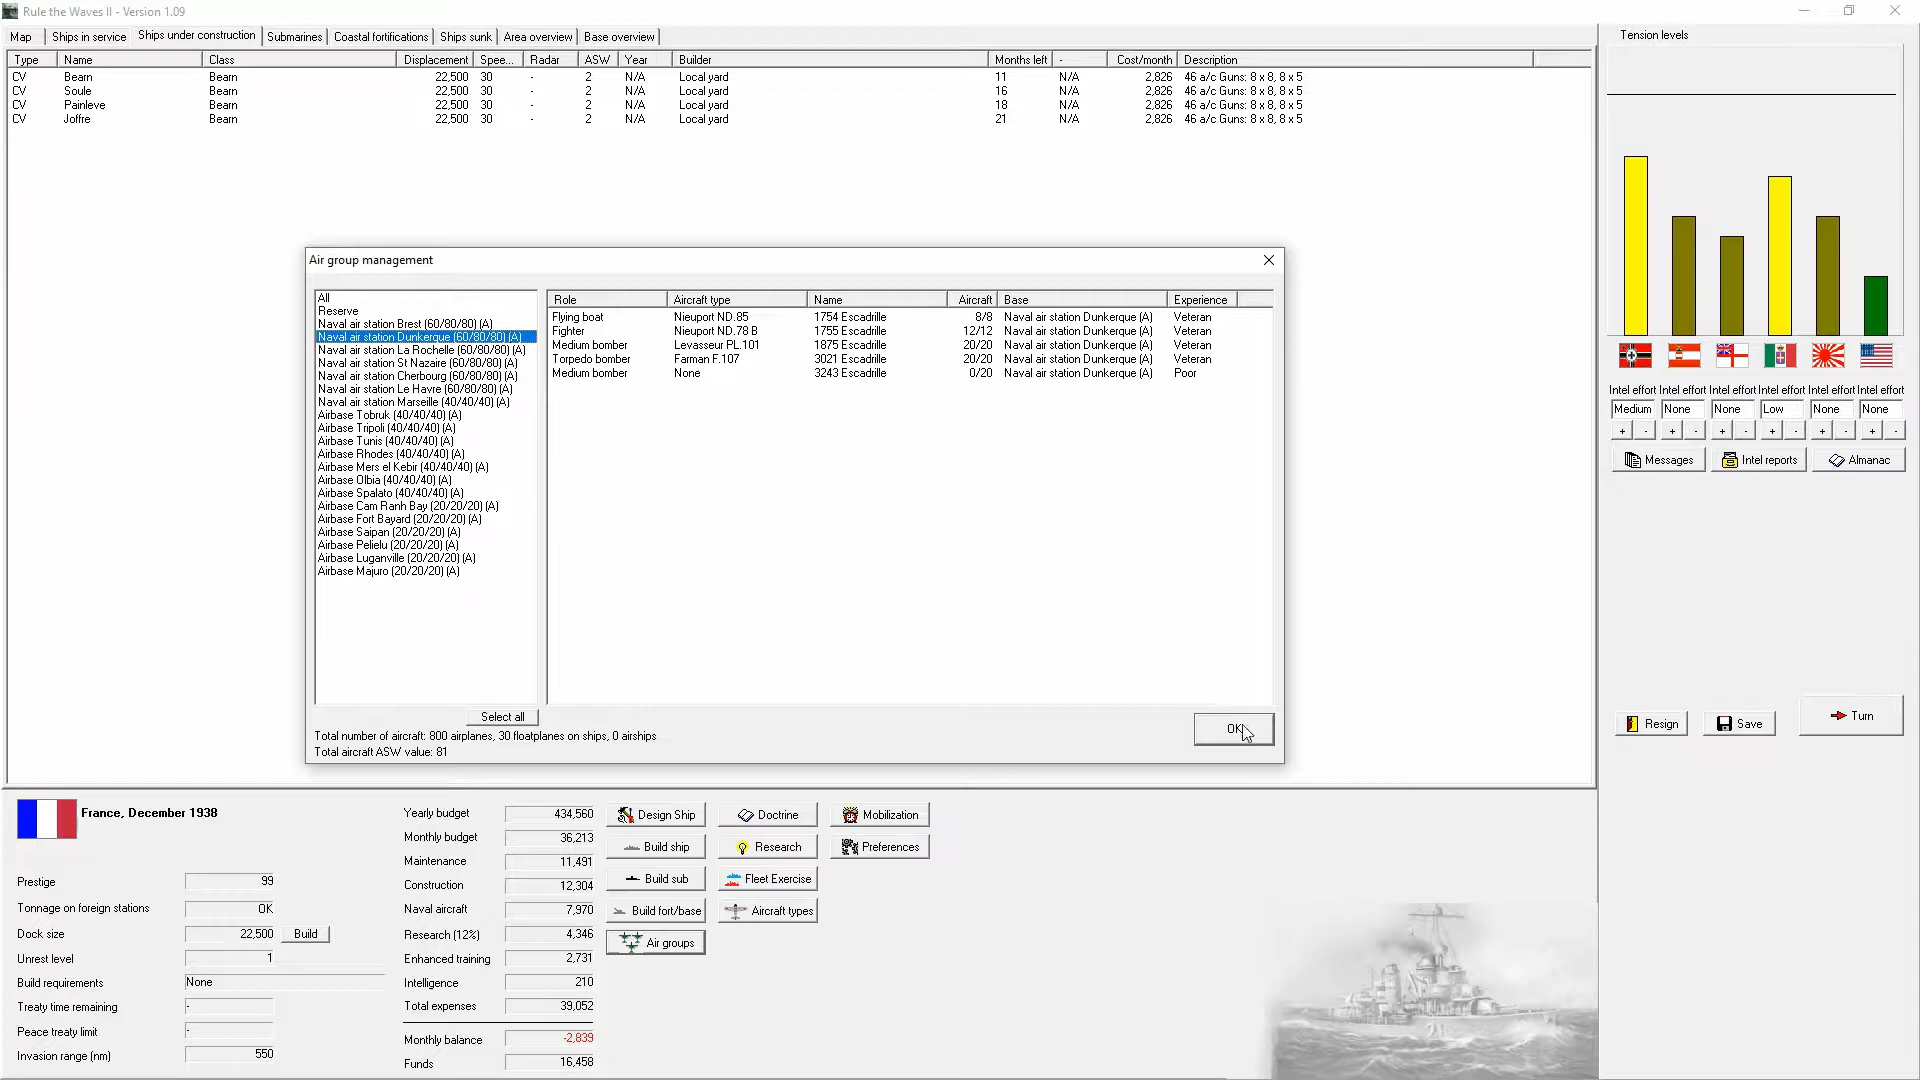 Rule the Waves II - Version 1.09
Map Ships in service Ships under construction Submarines Coastal fortifications Ships sunk Area overview Base overview
Type Name Class Displacement Spee... Radar ASW Year Builder Months left - Cost/month Description
CV Bearn Bearn 22,500 30 - 2 N/A Local yard 11 N/A 2,826 46 a/c Guns: 8 x 8, 8 x 5
CV Soule Bearn 22,500 30 - 2 N/A Local yard 16 N/A 2,826 46 a/c Guns: 8 x 8, 8 x 5
CV Painleve Bearn 22,500 30 - 2 N/A Local yard 18 N/A 2,826 46 a/c Guns: 8 x 8, 8 x 5
CV Joffre Bearn 22,500 30 - 2 N/A Local yard 21 N/A 2,826 46 a/c Guns: 8 x 8, 8 x 5
Air group management
All
Reserve
Naval air station Brest (60/80/80) (A)
Naval air station Dunkerque (60/80/80) (A)
Naval air station La Rochelle (60/80/80) (A)
Naval air station St Nazaire (60/80/80) (A)
Naval air station Cherbourg (60/80/80) (A)
Naval air station Le Havre (60/80/80) (A)
Naval air station Marseille (40/40/40) (A)
Airbase Tobruk (40/40/40) (A)
Airbase Tripoli (40/40/40) (A)
Airbase Tunis (40/40/40) (A)
Airbase Rhodes (40/40/40) (A)
Airbase Mers el Kebir (40/40/40) (A)
Airbase Olbia (40/40/40) (A)
Airbase Spalato (40/40/40) (A)
Airbase Cam Ranh Bay (20/20/20) (A)
Airbase Fort Bayard (20/20/20) (A)
Airbase Saipan (20/20/20) (A)
Airbase Pelielu (20/20/20) (A)
Airbase Luganville (20/20/20) (A)
Airbase Majuro (20/20/20) (A)
Role Aircraft type Name Aircraft Base Experience
Flying boat Nieuport ND.85 1754 Escadrille 8/8 Naval air station Dunkerque (A) Veteran
Fighter Nieuport ND.78 B 1755 Escadrille 12/12 Naval air station Dunkerque (A) Veteran
Medium bomber Levasseur PL.101 1875 Escadrille 20/20 Naval air station Dunkerque (A) Veteran
Torpedo bomber Farman F.107 3021 Escadrille 20/20 Naval air station Dunkerque (A) Veteran
Medium bomber None 3243 Escadrille 0/20 Naval air station Dunkerque (A) Poor
Select all
Total number of aircraft: 800 airplanes, 30 floatplanes on ships, 0 airships
Total aircraft ASW value: 81
OK
Tension levels
Intel effort Intel effort Intel effort Intel effort Intel effort Intel effort
Medium None None Low None None
+ - + - + - + - + - + -
Messages Intel reports Almanac
Resign Save Turn
France, December 1938
Prestige 99
Tonnage on foreign stations OK
Dock size 22,500 Build
Unrest level 1
Build requirements None
Treaty time remaining -
Peace treaty limit -
Invasion range (nm) 550
Yearly budget 434,560
Monthly budget 36,213
Maintenance 11,491
Construction 12,304
Naval aircraft 7,970
Research (12%) 4,346
Enhanced training 2,731
Intelligence 210
Total expenses 39,052
Monthly balance -2,839
Funds 16,458
Design Ship Doctrine Mobilization
Build ship Research Preferences
Build sub Fleet Exercise
Build fort/base Aircraft types
Air groups